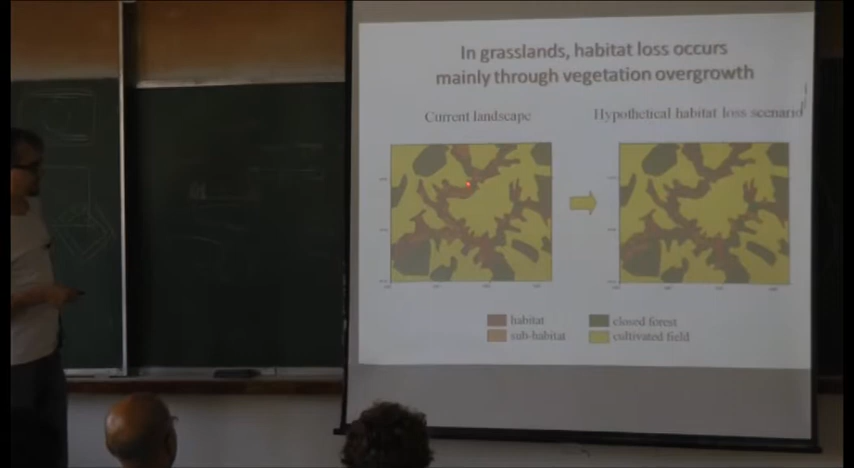 In grasslands, habitat loss occurs
mainly through vegetation overgrowth
Current landscape
Hypothetical habitat loss scenario
habitat
closed forest
sub-habitat
cultivated field